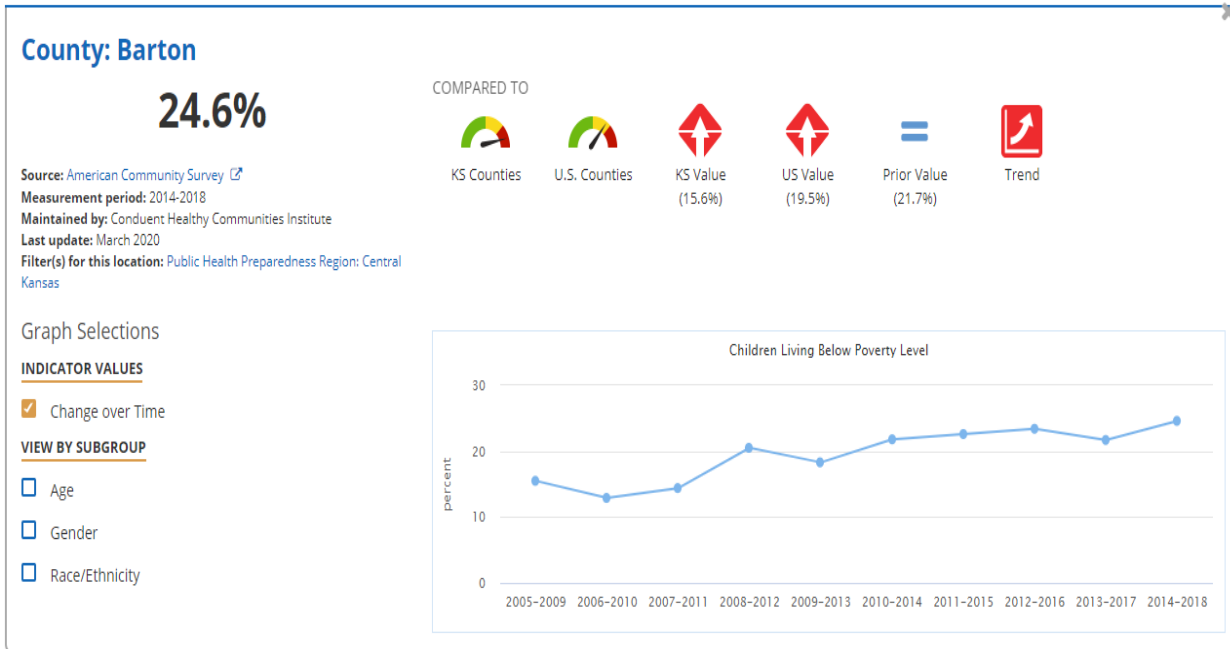 County: Barton
24.6%
Source: American Community Survey
Measurement period: 2014-2018
Maintained by: Conduent Healthy Communities Institute
Last update: March 2020
Filter(s) for this location: Public Health Preparedness Region: Central
Kansas
COMPARED TO
KS Counties
U.S. Counties
KS Value
(15.6%)
US Value
(19.5%)
Prior Value
(21.7%)
Trend
Graph Selections
INDICATOR VALUES
Change over Time
VIEW BY SUBGROUP
Age
Gender
Race/Ethnicity
Children Living Below Poverty Level
percent
30
20
10
0
2005-2009 2006-2010 2007-2011 2008-2012 2009-2013 2010-2014 2011-2015 2012-2016 2013-2017 2014-2018